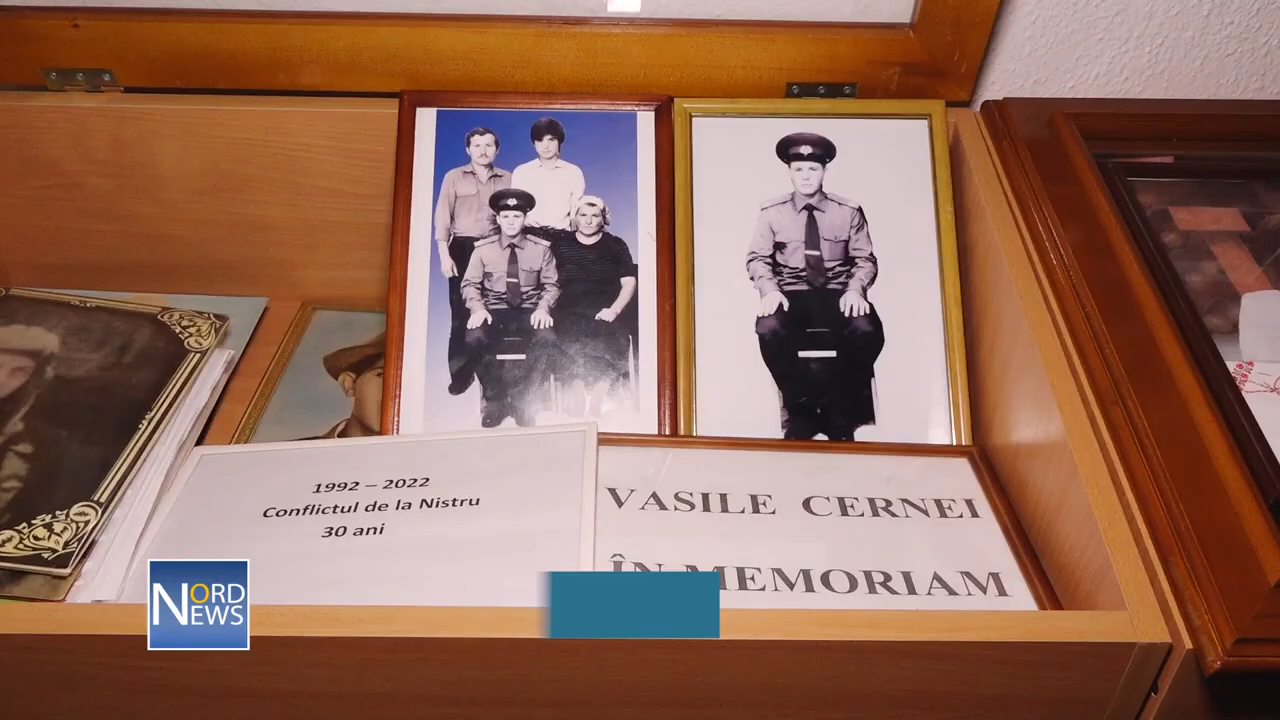 1992 – 2022
Conflictul de la Nistru
30 ani
VASILE CERNEI
ÎN MEMORIAM
NORD
NEWS